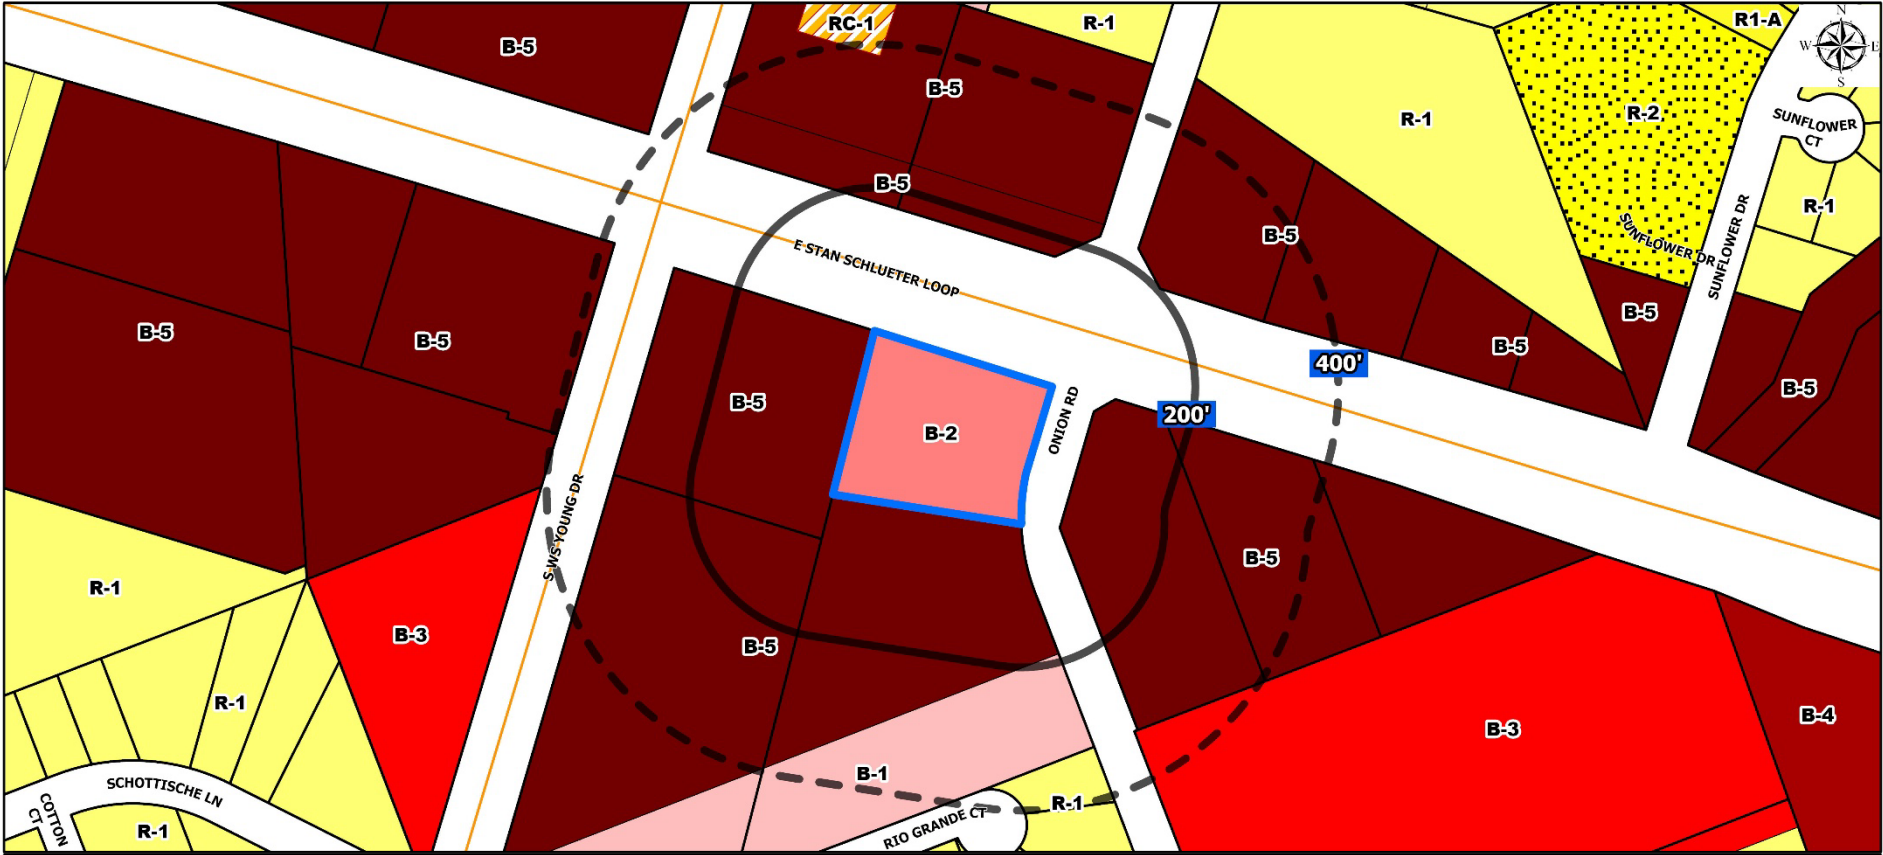 RC-1
R-1
R1-A
N
W
E
S
B-5
B-5
R-1
R-2
SUNFLOWER
CT
B-5
R-1
B-5
SUNFLOWER DR
SUNFLOWER DR
E STAN SCHLUETER LOOP
B-5
B-5
B-5
B-5
400'
B-5
B-5
200'
ONION RD
B-2
S WS YOUNG DR
B-5
R-1
B-3
B-5
R-1
B-4
B-3
B-1
SCHOTTISCHE LN
R-1
COTTON
CT
R-1
RIO GRANDE CT